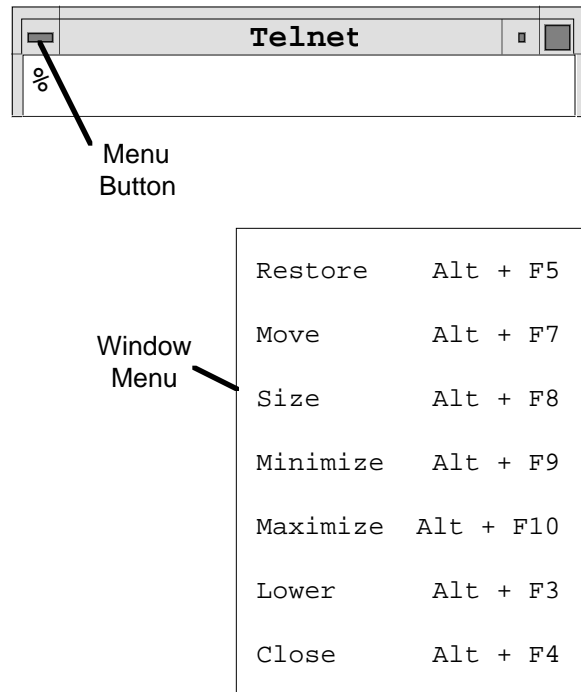 Telnet
%
Menu
Button
Window
Menu
Restore Alt + F5
Move Alt + F7
Size Alt + F8
Minimize Alt + F9
Maximize Alt + F10
Lower Alt + F3
Close Alt + F4